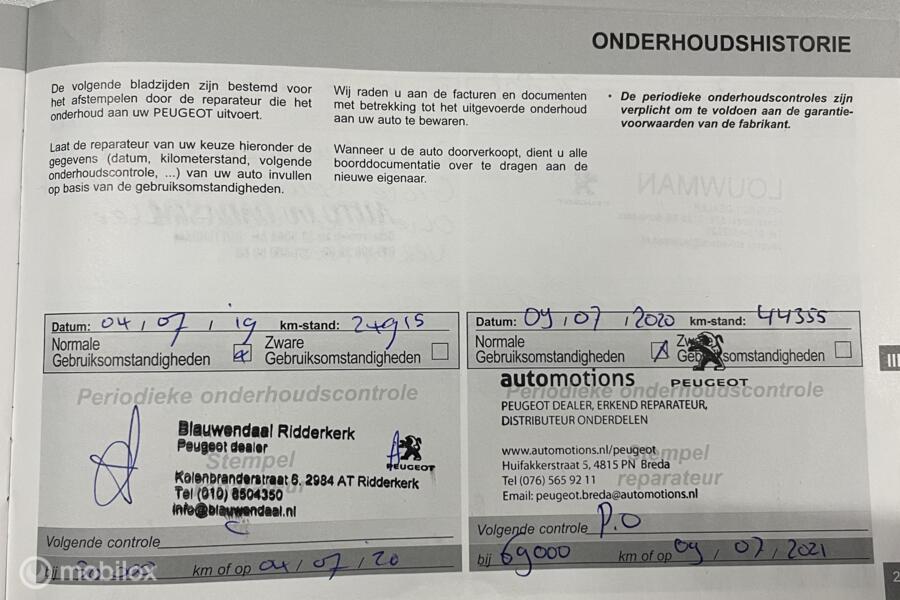 ONDERHOUDSHISTORIE
De volgende bladzijden zijn bestemd voor
het afstempelen door de reparateur die het
onderhoud aan uw PEUGEOT uitvoert.
Laat de reparateur van uw keuze hieronder de
gegevens (datum, kilometerstand, volgende
onderhoudscontrole, ...) van uw auto invullen
op basis van de gebruiksomstandigheden.
Wij raden u aan de facturen en documenten
met betrekking tot het uitgevoerde onderhoud
aan uw auto te bewaren.
Wanneer u de auto doorverkoopt, dient u alle
boorddocumentatie over te dragen aan de
nieuwe eigenaar.
• De periodieke onderhoudscontroles zijn
verplicht om te voldoen aan de garantie-
voorwaarden van de fabrikant.
Datum: 04 / 07 / 19 km-stand: 24915
Normale
Gebruiksomstandigheden
Zware
Gebruiksomstandigheden
Periodieke onderhoudscontrole
Blauwendaal Ridderkerk
Peugeot dealer
PEUGEOT
Stempel
Kolenbranderstraat 6, 2984 AT Ridderkerk
Tel (010) 8504350
info@blauwendaal.nl
Volgende controle
bij km of op 04 / 07 / 20
Datum: 09 / 07 / 2020 km-stand: 44355
Normale
Gebruiksomstandigheden
Zware
Gebruiksomstandigheden
automotions PEUGEOT
Periodieke onderhoudscontrole
PEUGEOT DEALER, ERKEND REPARATEUR,
DISTRIBUTEUR ONDERDELEN
www.automotions.nl/peugeot
Stempel
Huifakkerstraat 5, 4815 PN Breda
Tel (076) 565 92 11
reparateur
Email: peugeot.breda@automotions.nl
Volgende controle P.O
bij 69000 km of op 09 / 07 / 2021
III
2
mobilox